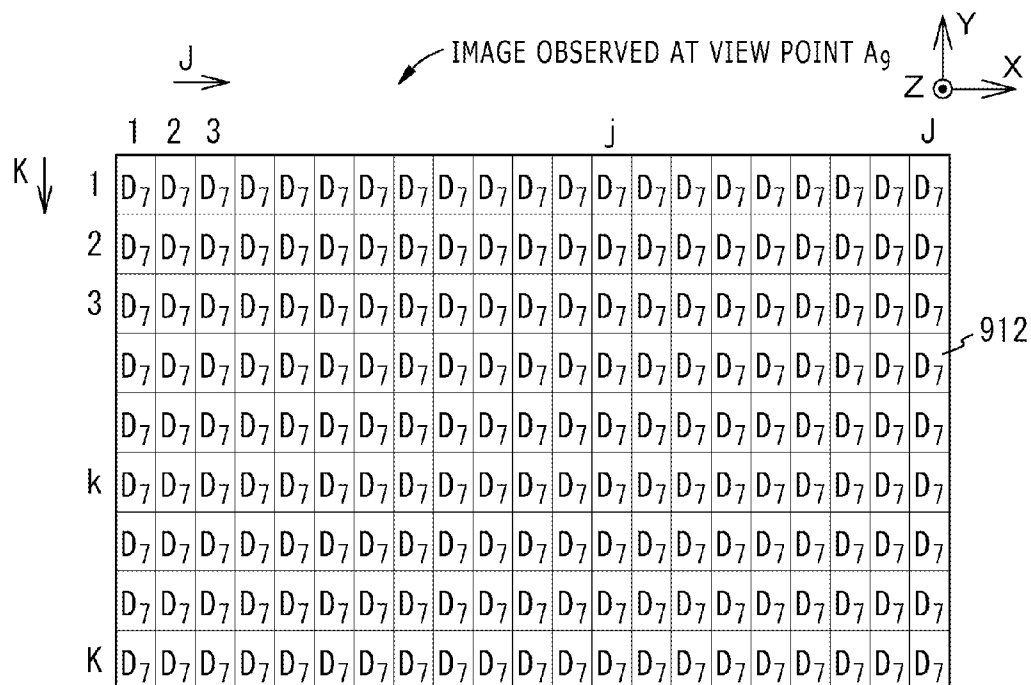 Y
J IMAGE OBSERVED AT VIEW POINT A₉
Z X
1 2 3 j J
K
1 D₇ D₇ D₇ D₇ D₇ D₇ D₇ D₇ D₇ D₇ D₇ D₇ D₇ D₇ D₇ D₇ D₇ D₇ D₇ D₇ D₇
2 D₇ D₇ D₇ D₇ D₇ D₇ D₇ D₇ D₇ D₇ D₇ D₇ D₇ D₇ D₇ D₇ D₇ D₇ D₇ D₇ D₇
3 D₇ D₇ D₇ D₇ D₇ D₇ D₇ D₇ D₇ D₇ D₇ D₇ D₇ D₇ D₇ D₇ D₇ D₇ D₇ D₇ D₇
912
D₇ D₇ D₇ D₇ D₇ D₇ D₇ D₇ D₇ D₇ D₇ D₇ D₇ D₇ D₇ D₇ D₇ D₇ D₇ D₇ D₇
D₇ D₇ D₇ D₇ D₇ D₇ D₇ D₇ D₇ D₇ D₇ D₇ D₇ D₇ D₇ D₇ D₇ D₇ D₇ D₇ D₇
k D₇ D₇ D₇ D₇ D₇ D₇ D₇ D₇ D₇ D₇ D₇ D₇ D₇ D₇ D₇ D₇ D₇ D₇ D₇ D₇ D₇
D₇ D₇ D₇ D₇ D₇ D₇ D₇ D₇ D₇ D₇ D₇ D₇ D₇ D₇ D₇ D₇ D₇ D₇ D₇ D₇ D₇
D₇ D₇ D₇ D₇ D₇ D₇ D₇ D₇ D₇ D₇ D₇ D₇ D₇ D₇ D₇ D₇ D₇ D₇ D₇ D₇ D₇
K D₇ D₇ D₇ D₇ D₇ D₇ D₇ D₇ D₇ D₇ D₇ D₇ D₇ D₇ D₇ D₇ D₇ D₇ D₇ D₇ D₇